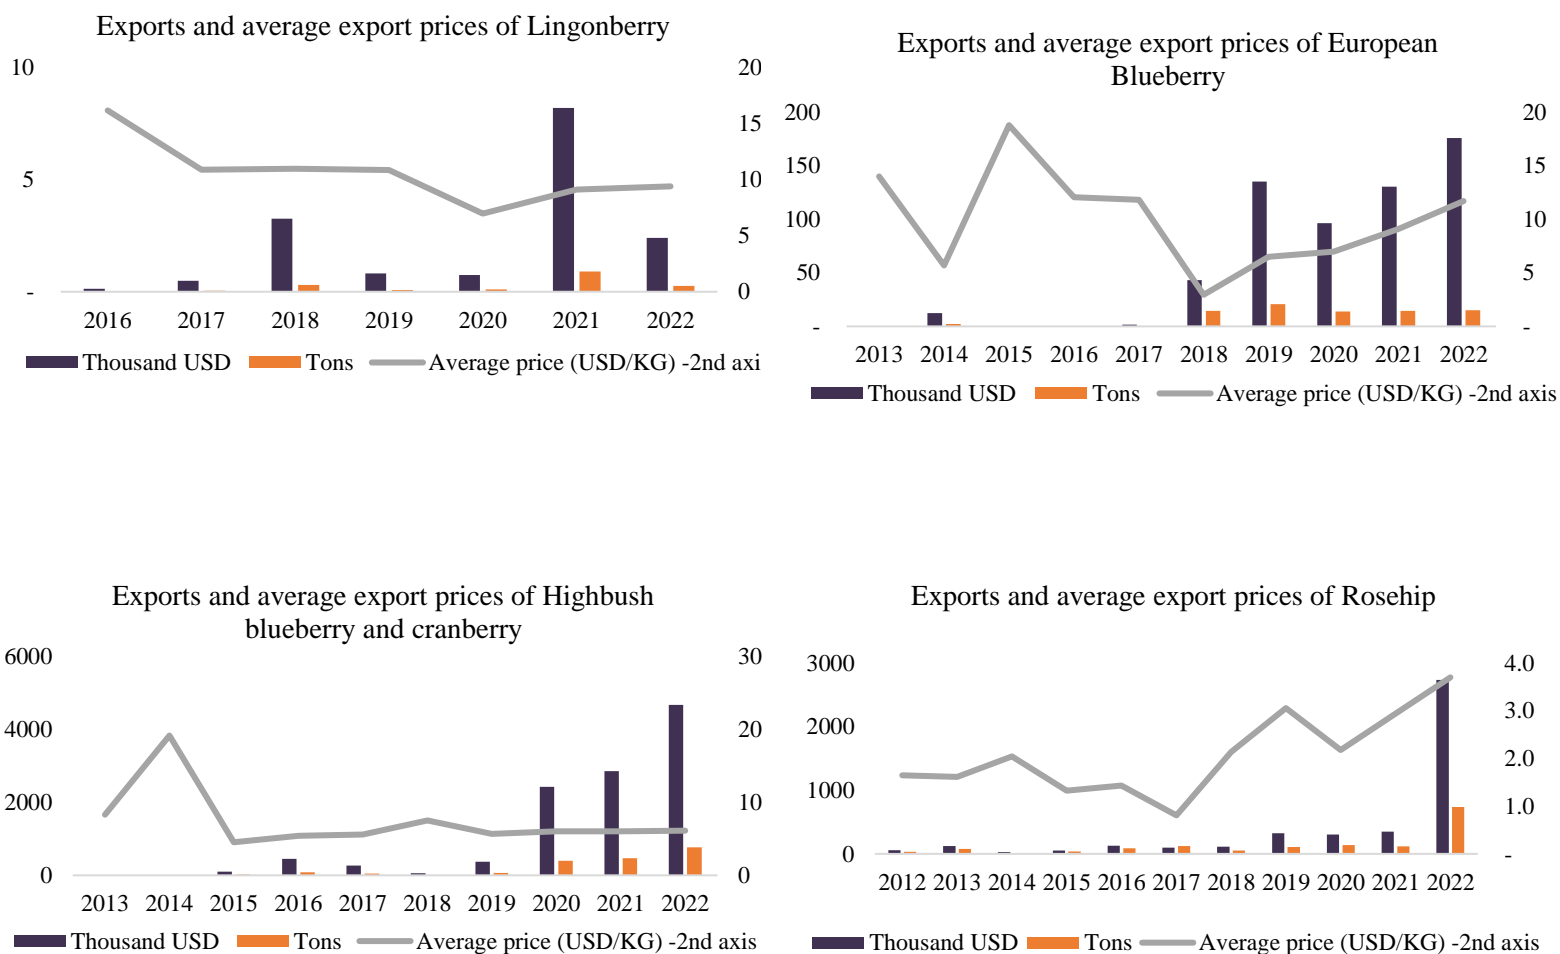 Exports and average export prices of Lingonberry
10
5
-
20
15
10
5
0
2016 2017 2018 2019 2020 2021 2022
Thousand USD Tons Average price (USD/KG) -2nd axi
Exports and average export prices of European
Blueberry
200
150
100
50
-
20
15
10
5
-
2013 2014 2015 2016 2017 2018 2019 2020 2021 2022
Thousand USD Tons Average price (USD/KG) -2nd axis
Exports and average export prices of Highbush
blueberry and cranberry
6000
4000
2000
0
30
20
10
0
2013 2014 2015 2016 2017 2018 2019 2020 2021 2022
Thousand USD Tons Average price (USD/KG) -2nd axis
Exports and average export prices of Rosehip
3000
2000
1000
0
4.0
3.0
2.0
1.0
-
2012 2013 2014 2015 2016 2017 2018 2019 2020 2021 2022
Thousand USD Tons Average price (USD/KG) -2nd axis